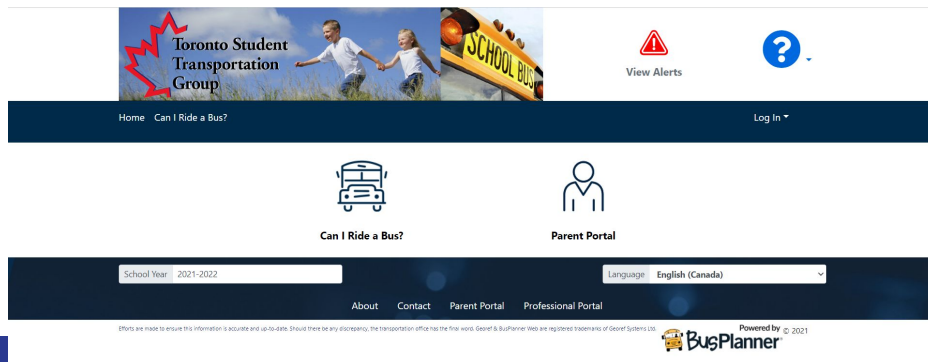 Toronto Student
Transportation
Group
SCHOOL BUS
View Alerts
?
Home Can I Ride a Bus? Log In
Can I Ride a Bus? Parent Portal
School Year 2021-2022 Language English (Canada)
About Contact Parent Portal Professional Portal
Efforts are made to ensure this information is accurate and up-to-date. Should there be any discrepancy, the transportation office has the final word. Georef & BusPlanner Web are registered trademarks of Georef Systems Ltd.
Powered by © 2021
BusPlanner